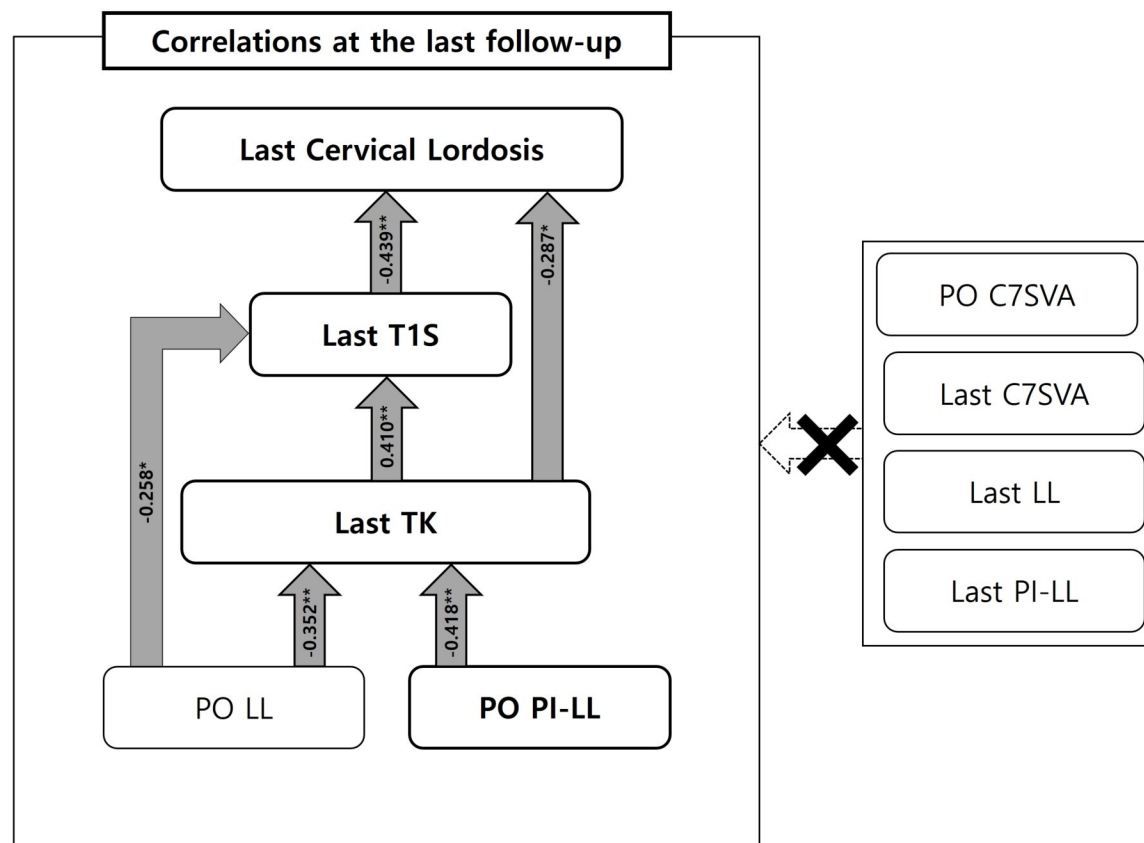 Correlations at the last follow-up
Last Cervical Lordosis
-0.439**
-0.287*
Last T1S
0.410**
-0.258*
Last TK
-0.352**
-0.418**
PO LL
PO PI-LL
PO C7SVA
Last C7SVA
Last LL
Last PI-LL